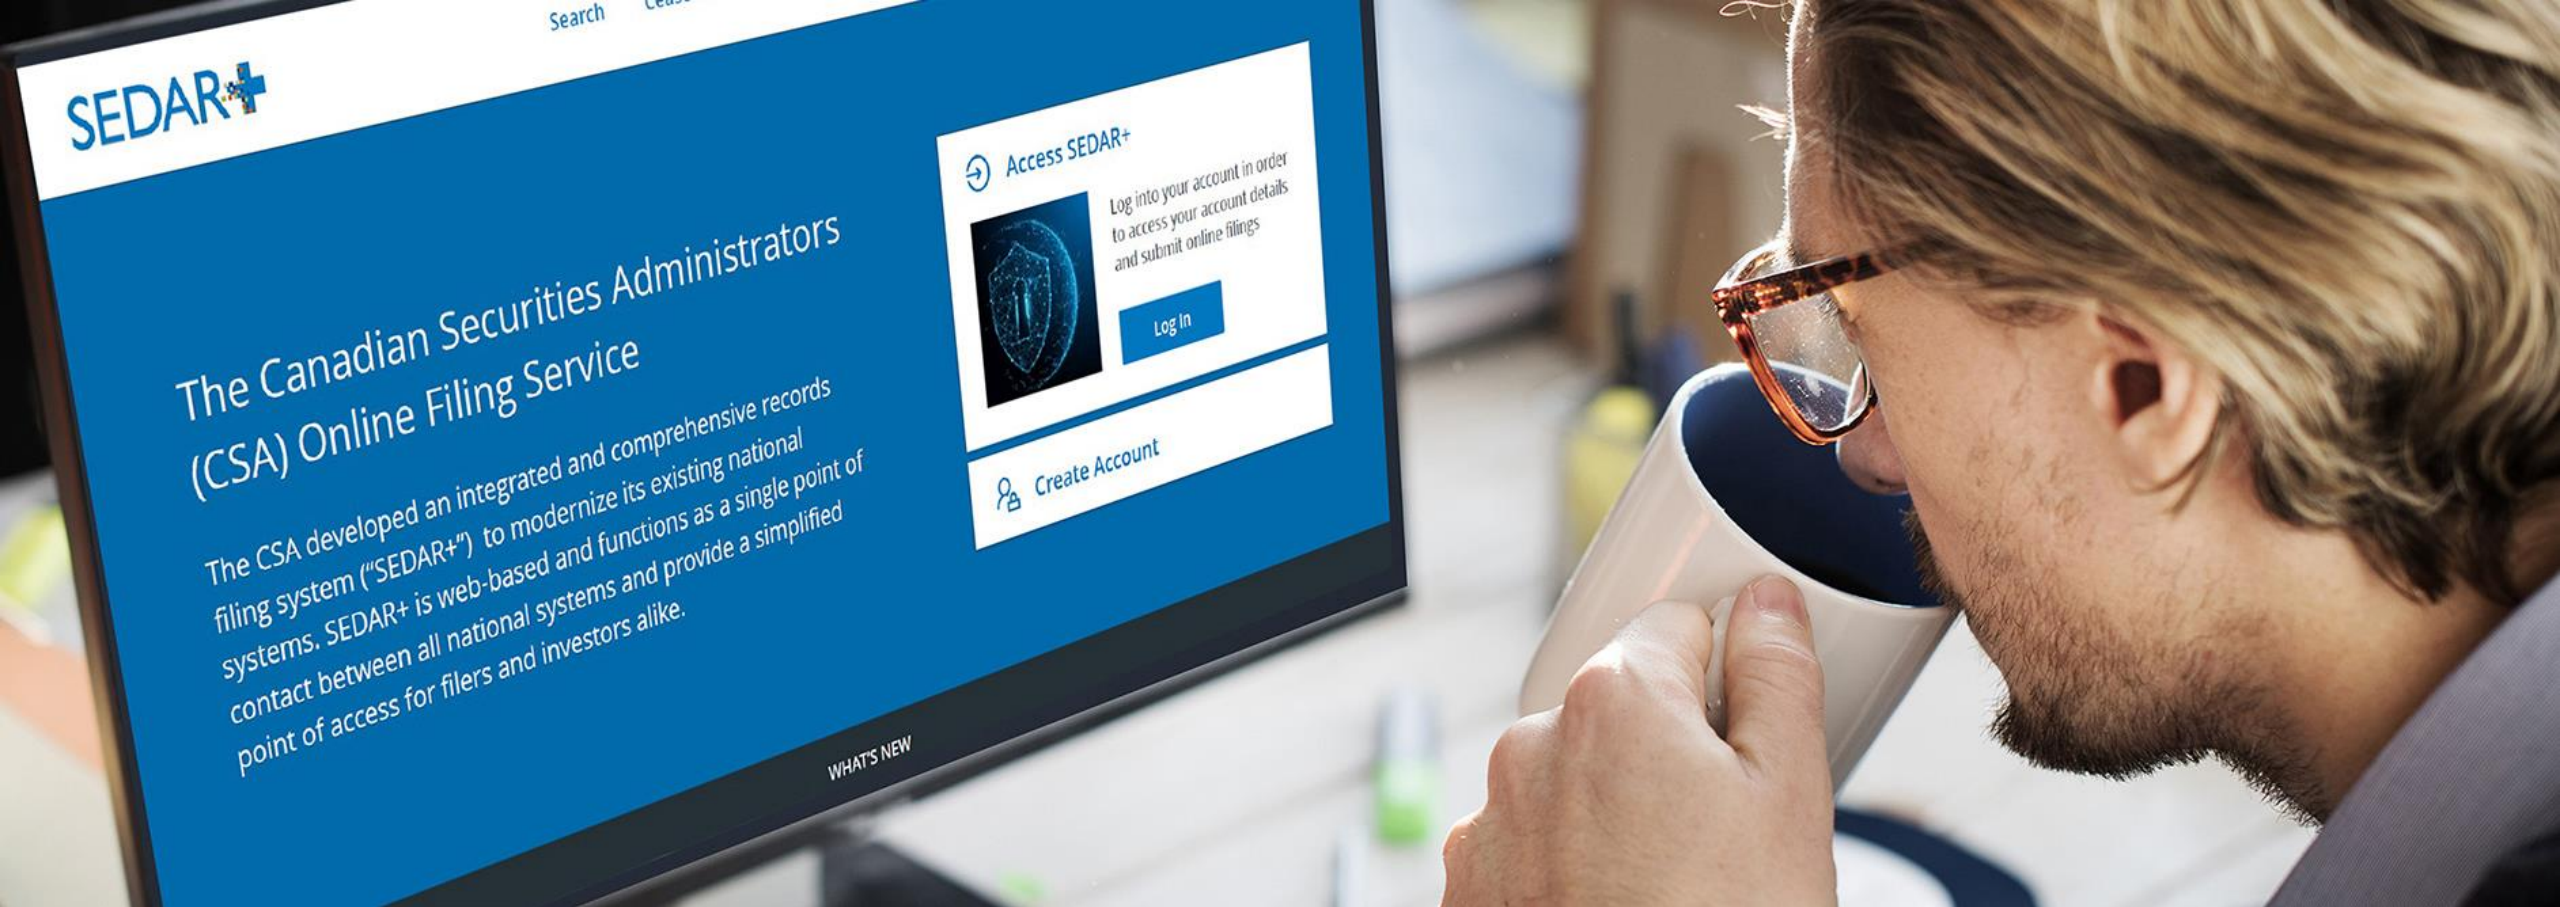 Search
SEDAR+
The Canadian Securities Administrators
(CSA) Online Filing Service
The CSA developed an integrated and comprehensive records
filing system (“SEDAR+”) to modernize its existing national
systems. SEDAR+ is web-based and functions as a single point of
contact between all national systems and provide a simplified
point of access for filers and investors alike.
Access SEDAR+
Log into your account in order
to access your account details
and submit online filings
Log In
Create Account
WHAT'S NEW